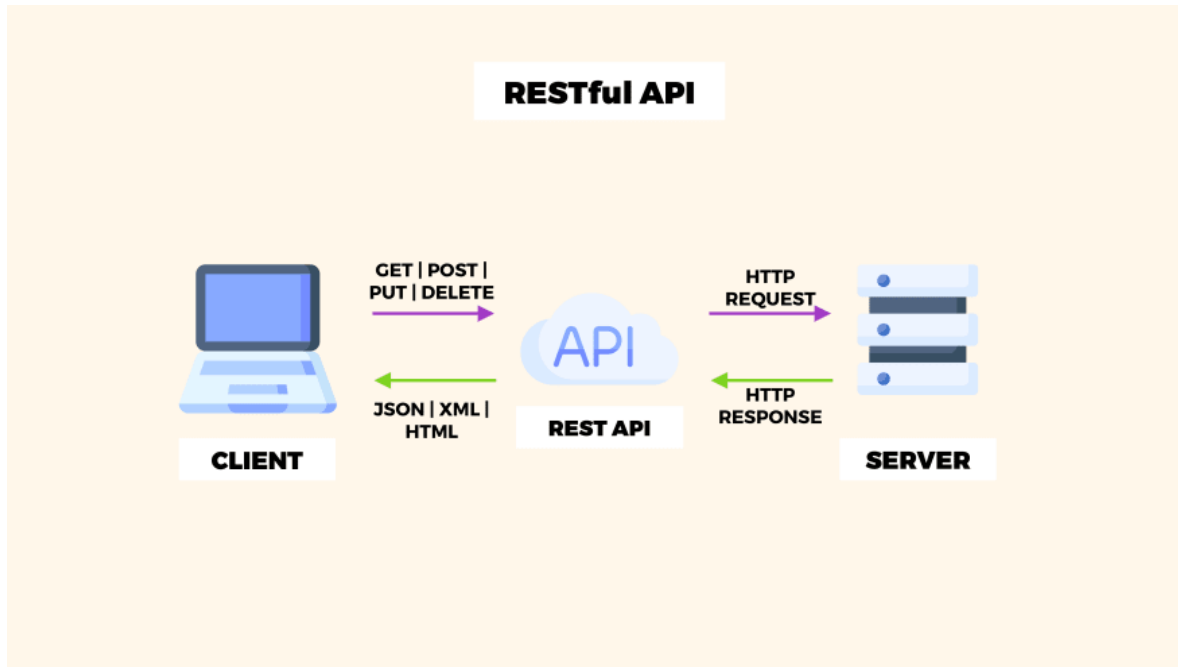 RESTful API
GET | POST |
PUT | DELETE
JSON | XML |
HTML
CLIENT
API
REST API
HTTP
REQUEST
HTTP
RESPONSE
SERVER